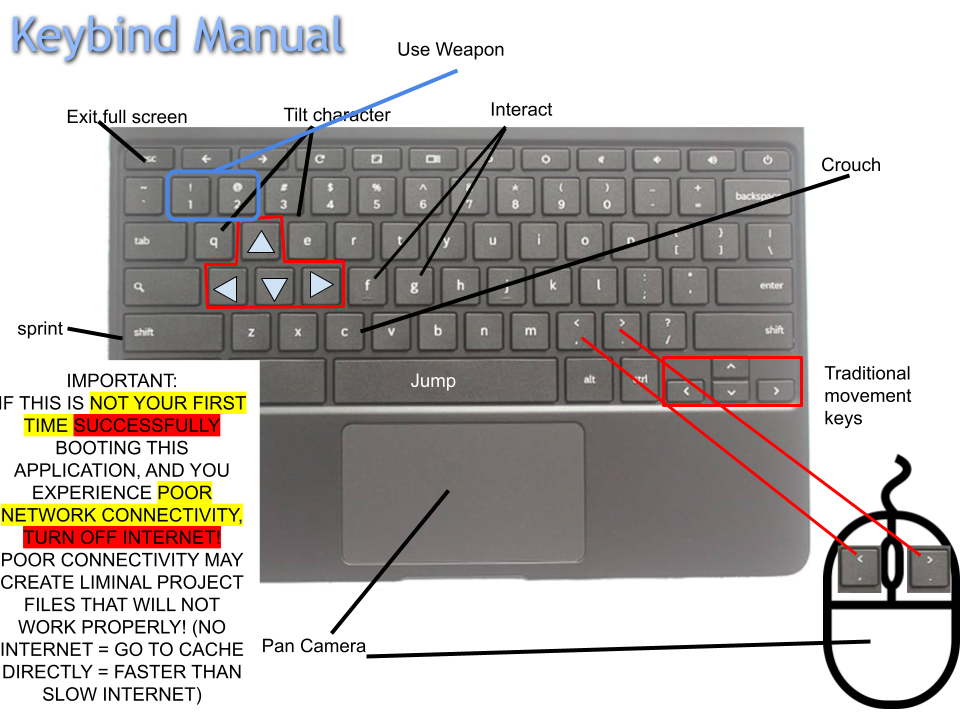 Keybind Manual
Use Weapon
Exit full screen
Tilt character
Interact
Crouch
! @ # $ % ^ * ( ) _ +
~ 1 2 3 4 5 6 7 8 9 0 - = backspace
tab q e r t y u i o p { [ } ] | \
f g h j k l : ; " ' enter
sprint
shift z x c v b n m < , > . ? / shift
Jump alt ctrl
< ^ v >
Traditional
movement
keys
IMPORTANT:
IF THIS IS NOT YOUR FIRST
TIME SUCCESSFULLY
BOOTING THIS
APPLICATION, AND YOU
EXPERIENCE POOR
NETWORK CONNECTIVITY,
TURN OFF INTERNET!
POOR CONNECTIVITY MAY
CREATE LIMINAL PROJECT
FILES THAT WILL NOT
WORK PROPERLY! (NO
INTERNET = GO TO CACHE
DIRECTLY = FASTER THAN
SLOW INTERNET)
< , > .
Pan Camera